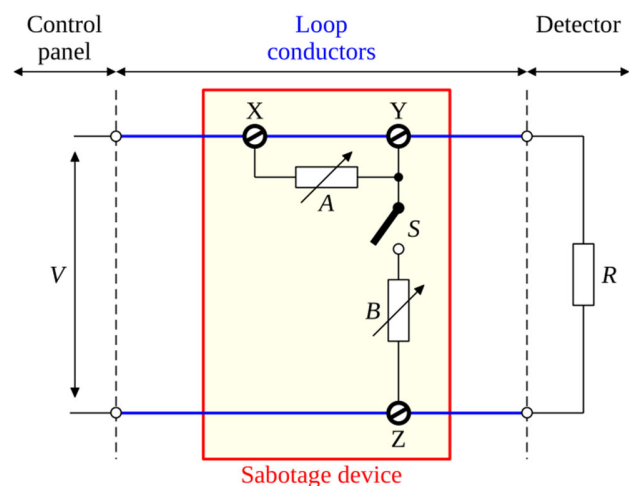 Control
panel
Loop
conductors
Detector
X
Y
A
S
V
B
R
Z
Sabotage device